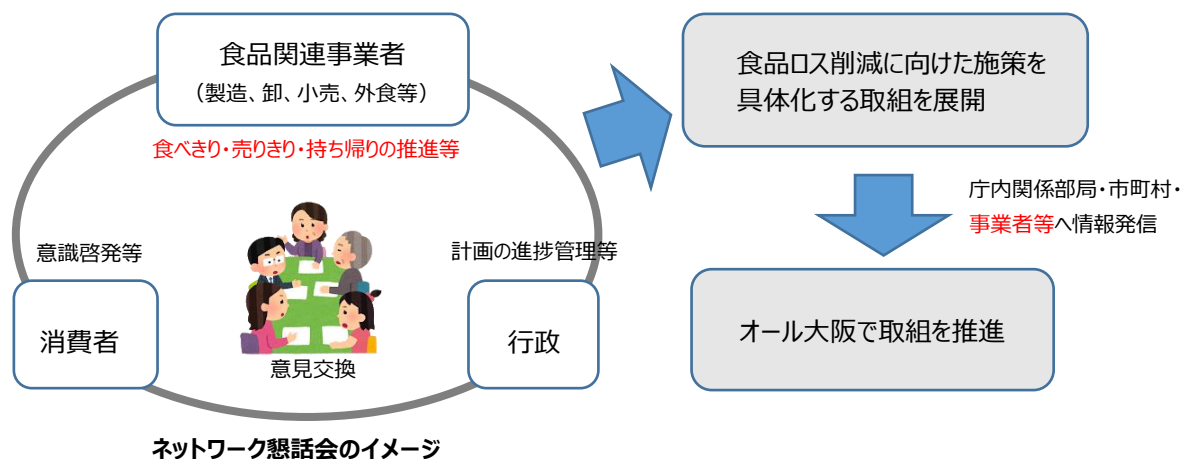 食品関連事業者
（製造、卸、小売、外食等）
食べきり・売りきり・持ち帰りの推進等
意識啓発等
計画の進捗管理等
消費者
行政
意見交換
ネットワーク懇話会のイメージ
食品ロス削減に向けた施策を
具体化する取組を展開
庁内関係部局・市町村・
事業者等へ情報発信
オール大阪で取組を推進